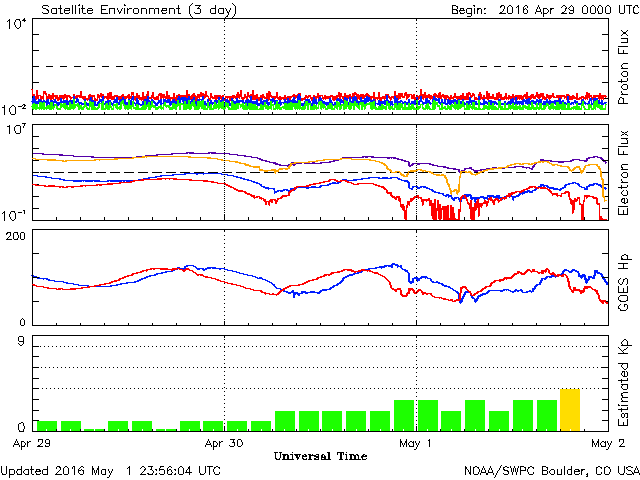 Satellite Environment (3 day) Begin: 2016 Apr 29 0000 UTC
10⁴
Proton Flux
10⁻²
10⁷
Electron Flux
10⁻¹
200
GOES Hp
0
9
Estimated Kp
0
Apr 29 Apr 30 May 1 May 2
Universal Time
Updated 2016 May 1 23:56:04 UTC NOAA/SWPC Boulder, CO USA